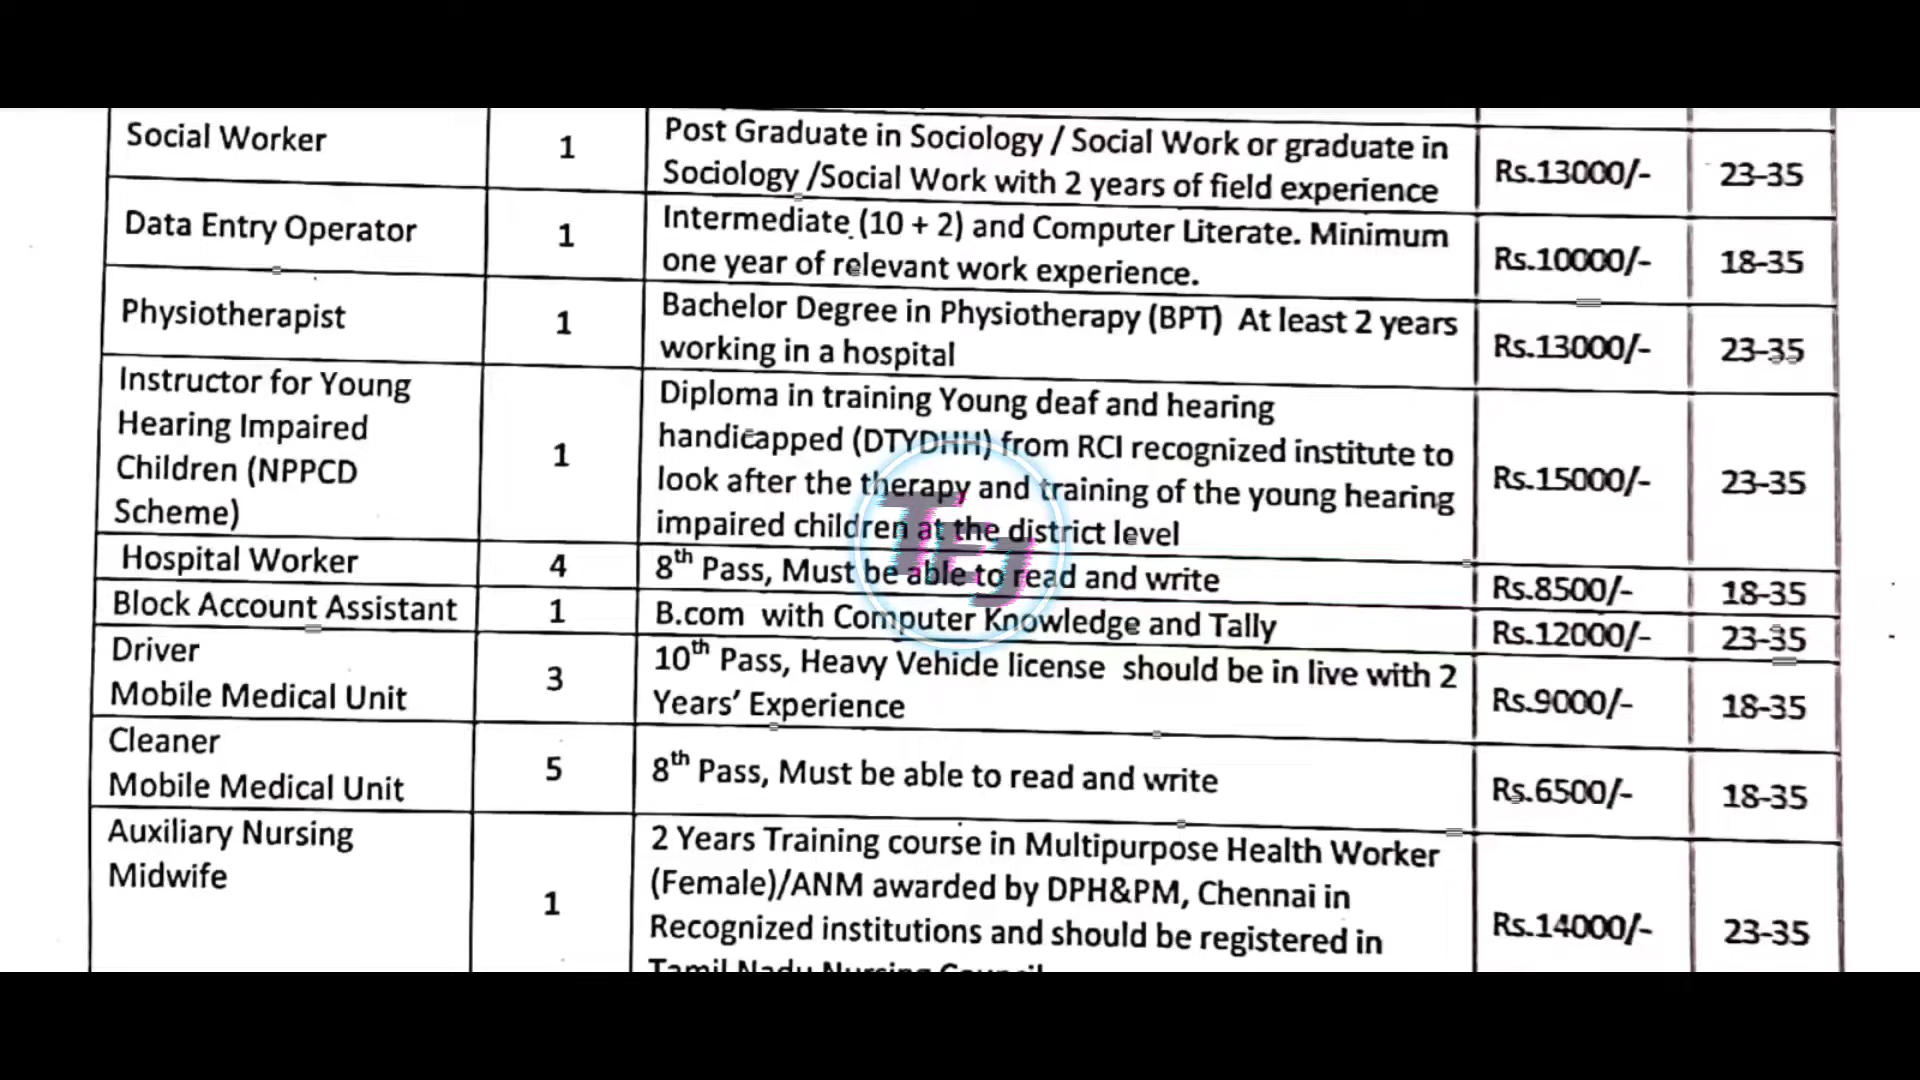 Social Worker
1
Post Graduate in Sociology / Social Work or graduate in
Sociology /Social Work with 2 years of field experience
Rs.13000/-
23-35
Data Entry Operator
1
Intermediate (10 + 2) and Computer Literate. Minimum
one year of relevant work experience.
Rs.10000/-
18-35
Physiotherapist
1
Bachelor Degree in Physiotherapy (BPT) At least 2 years
working in a hospital
Rs.13000/-
23-35
Instructor for Young
Hearing Impaired
Children (NPPCD
Scheme)
1
Diploma in training Young deaf and hearing
handicapped (DTYDHH) from RCI recognized institute to
look after the therapy and training of the young hearing
impaired children at the district level
Rs.15000/-
23-35
Hospital Worker
4
8th Pass, Must be able to read and write
Rs.8500/-
18-35
Block Account Assistant
1
B.com with Computer Knowledge and Tally
Rs.12000/-
23-35
Driver
Mobile Medical Unit
3
10th Pass, Heavy Vehicle license should be in live with 2
Years' Experience
Rs.9000/-
18-35
Cleaner
Mobile Medical Unit
5
8th Pass, Must be able to read and write
Rs.6500/-
18-35
Auxiliary Nursing
Midwife
1
2 Years Training course in Multipurpose Health Worker
(Female)/ANM awarded by DPH&PM, Chennai in
Recognized institutions and should be registered in
Tamil Nadu Nursing Council
Rs.14000/-
23-35
TEJ